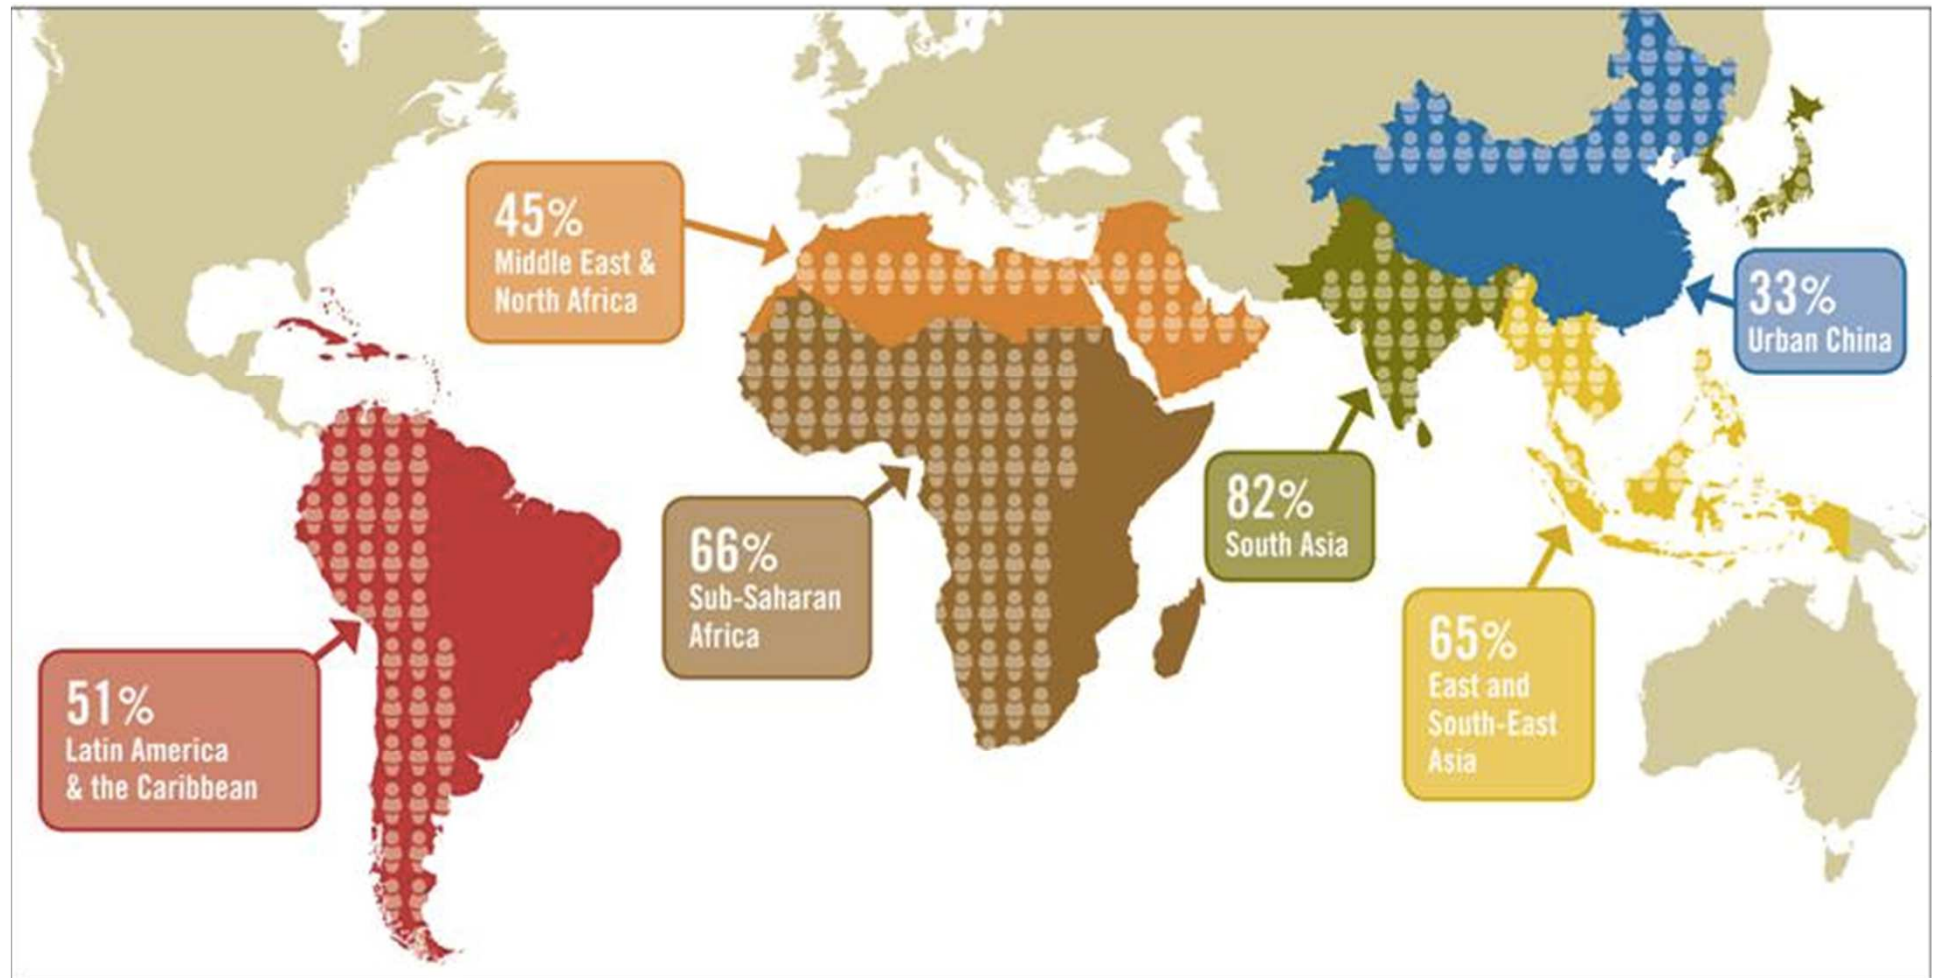 45%
Middle East &
North Africa
33%
Urban China
82%
South Asia
66%
Sub-Saharan
Africa
65%
East and
South-East
Asia
51%
Latin America
& the Caribbean